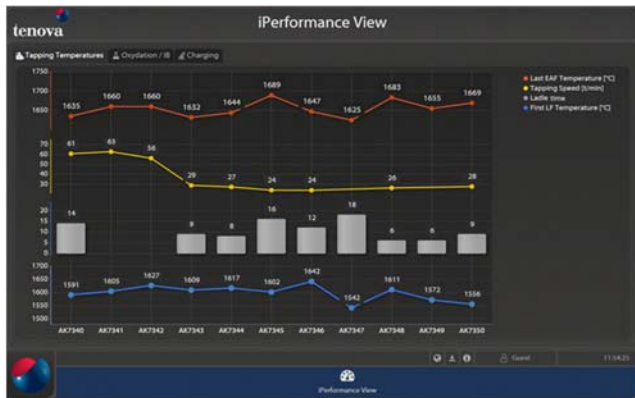 tenova
iPerformance View
Tapping Temperatures Oxydation / IB Charging
1750
1700
1650
1635 1660 1660 1632 1644 1689 1647 1625 1683 1655 1669
Last EAF Temperature [°C]
Tapping Speed [t/min]
Ladle time
First LF Temperature [°C]
70
60
50
40
30
61 63 56 29 27 24 24 26 28
20
15
10
5
0
14 9 8 16 12 18 6 6 9
1700
1650
1600
1550
1500
1591 1605 1627 1609 1617 1602 1642 1542 1611 1572 1556
AK7340 AK7341 AK7342 AK7343 AK7344 AK7345 AK7346 AK7347 AK7348 AK7349 AK7350
Guest 11:54:25
iPerformance View